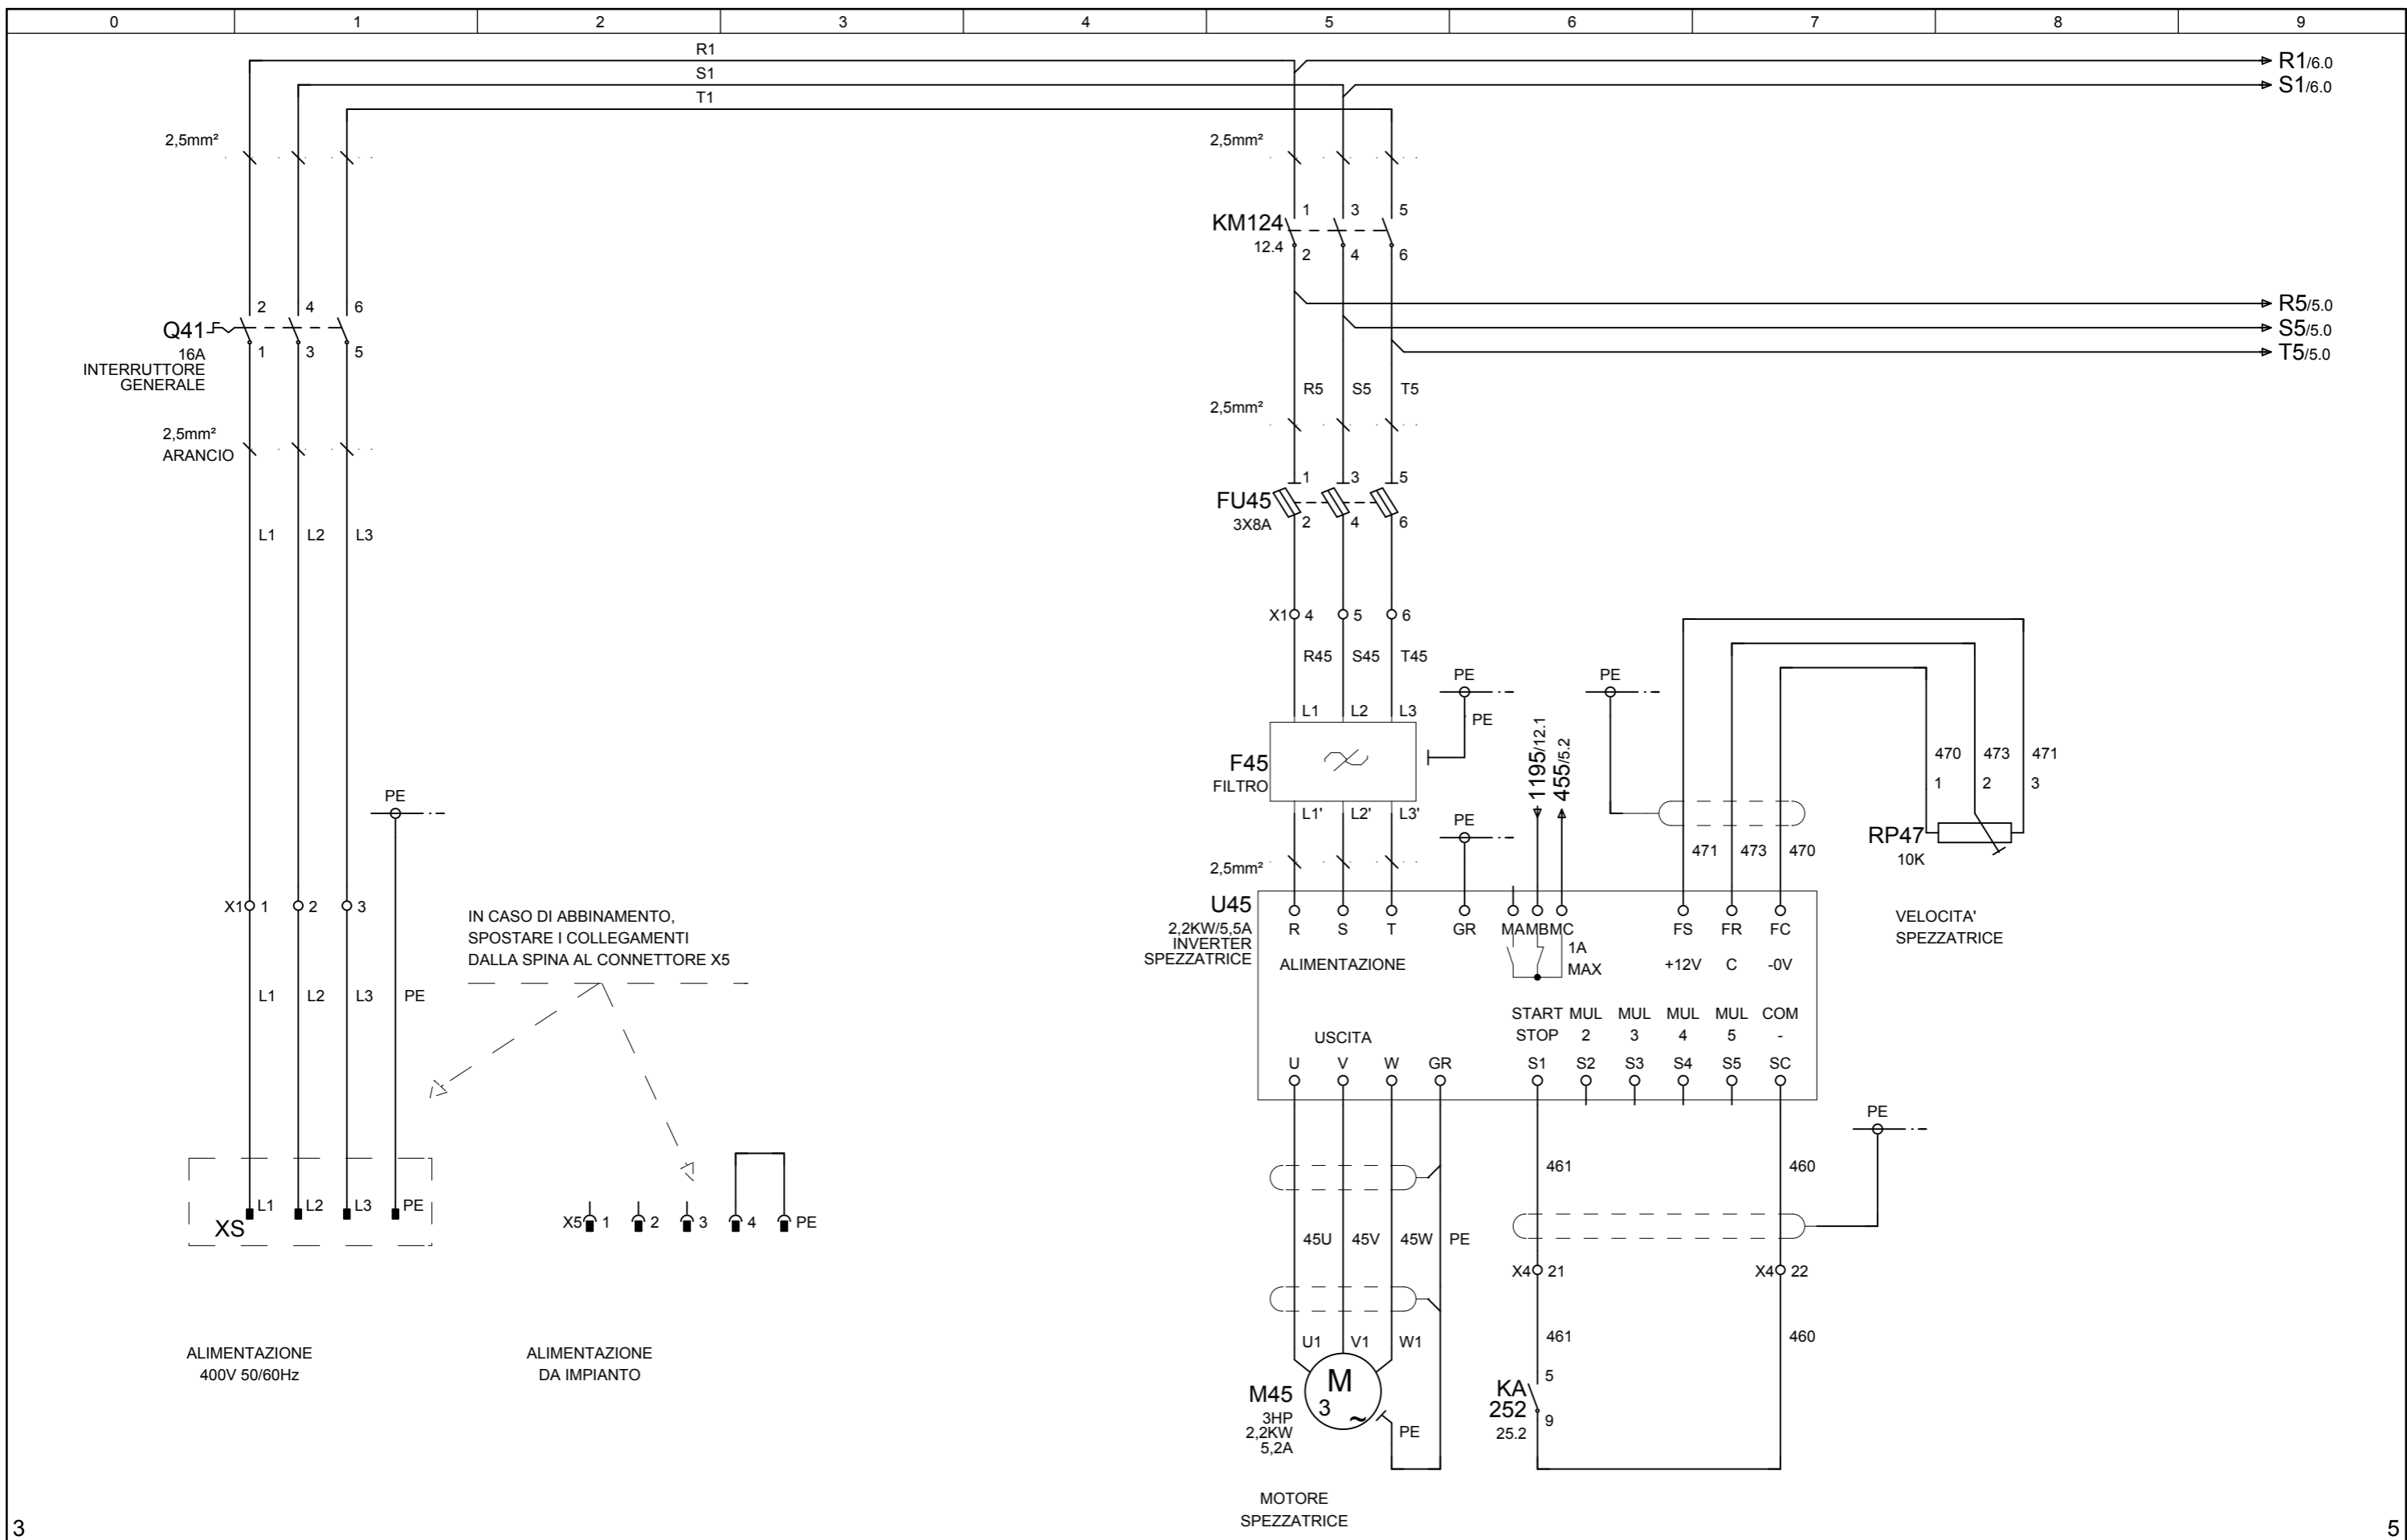 0 1 2 3 4 5 6 7 8 9
R1
R1/6.0
S1
S1/6.0
T1
2,5mm²
2,5mm²
1 3 5
KM124
12.4
2 4 6
2 4 6
Q41
16A
INTERRUTTORE
GENERALE
1 3 5
R5/5.0
S5/5.0
T5/5.0
R5 S5 T5
2,5mm²
2,5mm²
ARANCIO
1 3 5
FU45
3X8A
2 4 6
L1 L2 L3
X1 4 5 6
R45 S45 T45
PE
PE
PE
L1 L2 L3
F45
FILTRO
L1' L2' L3'
1195/12.1
455/5.2
470 473 471
1 2 3
PE
PE
RP47
10K
471 473 470
2,5mm²
VELOCITA'
SPEZZATRICE
X1 1 2 3
IN CASO DI ABBINAMENTO,
SPOSTARE I COLLEGAMENTI
DALLA SPINA AL CONNETTORE X5
U45
2,2KW/5,5A
INVERTER
SPEZZATRICE
R S T GR MA MB MC FS FR FC
1A
MAX
ALIMENTAZIONE
+12V C -0V
L1 L2 L3 PE
START MUL MUL MUL MUL COM
STOP 2 3 4 5 -
USCITA
U V W GR S1 S2 S3 S4 S5 SC
PE
461 460
XS
L1 L2 L3 PE
X5 1 2 3 4 PE
45U 45V 45W PE
X4 21
X4 22
461 460
U1 V1 W1
ALIMENTAZIONE
400V 50/60Hz
ALIMENTAZIONE
DA IMPIANTO
M45
3HP
2,2KW
5,2A
M
3 ~
PE
KA
252
25.2
5
9
MOTORE
SPEZZATRICE
3
5